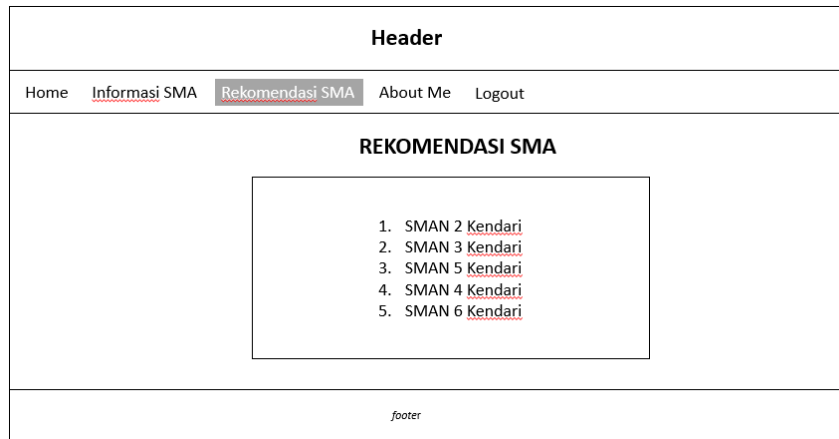 Header
Home Informasi SMA Rekomendasi SMA About Me Logout
REKOMENDASI SMA
1. SMAN 2 Kendari
2. SMAN 3 Kendari
3. SMAN 5 Kendari
4. SMAN 4 Kendari
5. SMAN 6 Kendari
footer